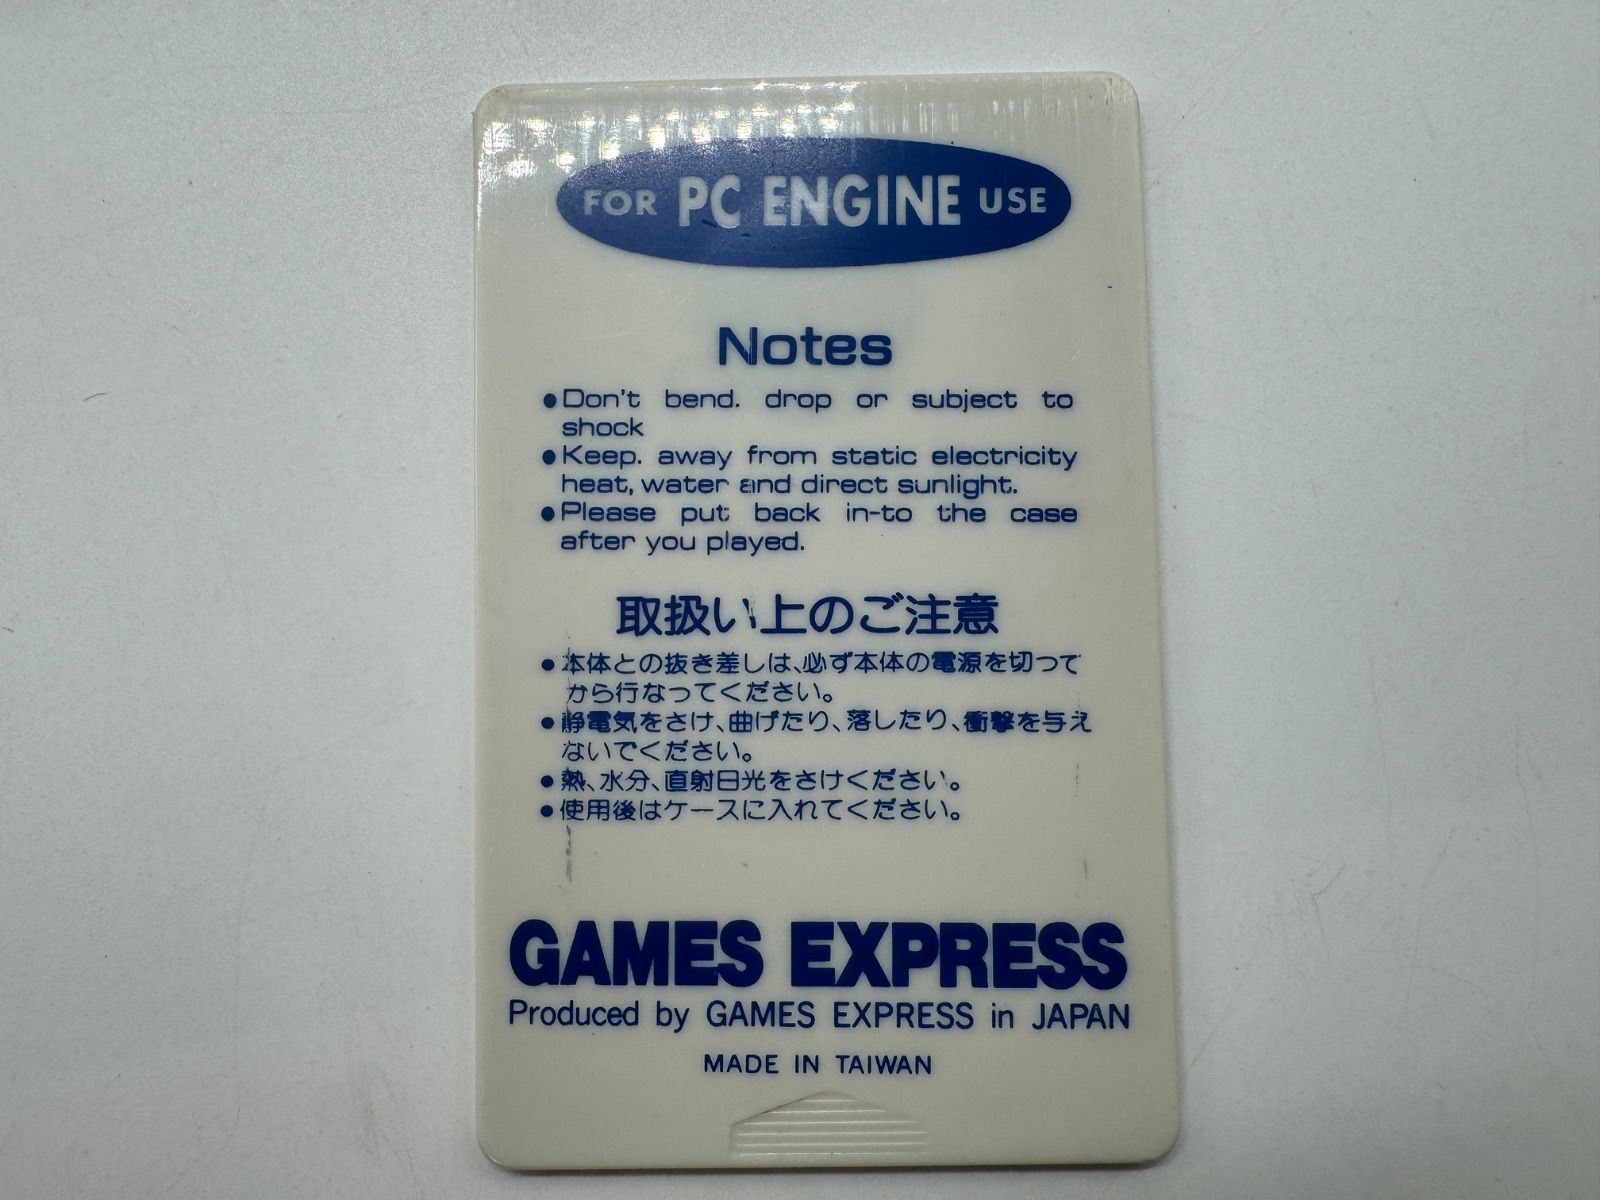 FOR PC ENGINE USE
Notes
●Don't bend. drop or subject to
shock
●Keep. away from static electricity
heat, water and direct sunlight.
●Please put back in-to the case
after you played.
取扱い上のご注意
●本体との抜き差しは、必ず本体の電源を切って
から行なってください。
●静電気をさけ、曲げたり、落したり、衝撃を与え
ないでください。
●熱、水分、直射日光をさけください。
●使用後はケースに入れてください。
GAMES EXPRESS
Produced by GAMES EXPRESS in JAPAN
MADE IN TAIWAN